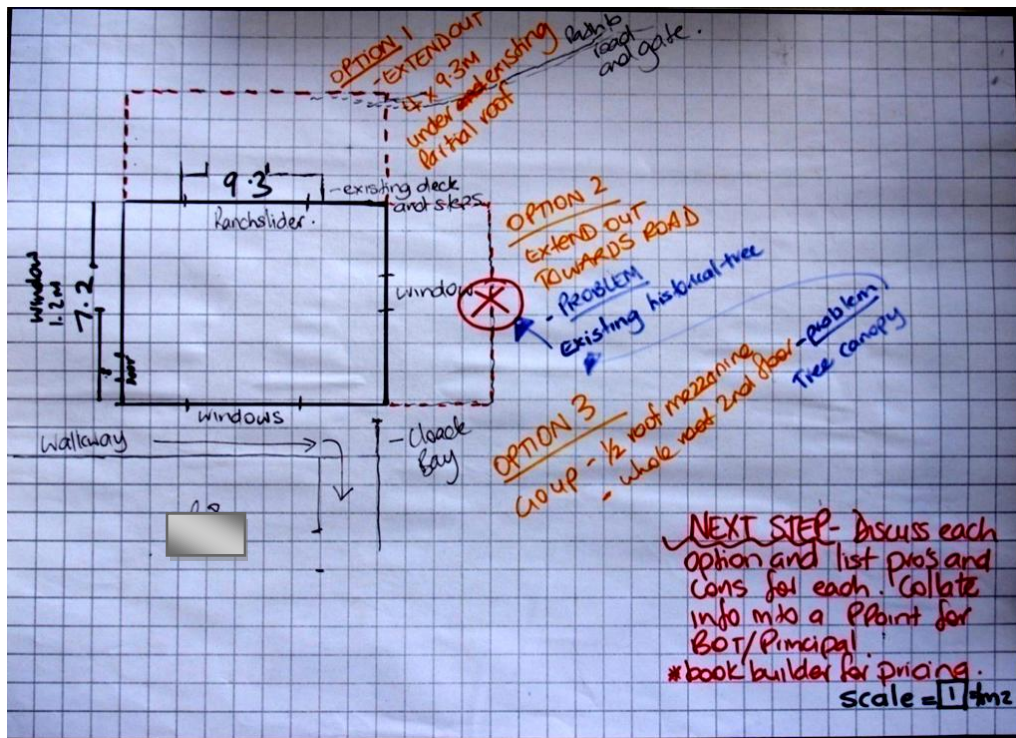 OPTION 1
- EXTEND OUT
4 x 9.3M
under existing
Partial roof
Path to
road
and gate.
9.3
- existing deck
and steps
Ranchslider.
OPTION 2
EXTEND OUT
TOWARDS ROAD
- PROBLEM
Existing historical tree
window
X
Window
1.2M
7.2
windows
Walkway
- Cloack
Bay
OPTION 3
GO UP - 1/2 roof mezzanine
- whole roof 2nd floor - problem
Tree canopy
NEXT STEP - Discuss each
option and list pro's and
cons for each. Collate
info into a PPoint for
BOT/Principal.
* book builder for pricing.
scale = 1 = 1m2